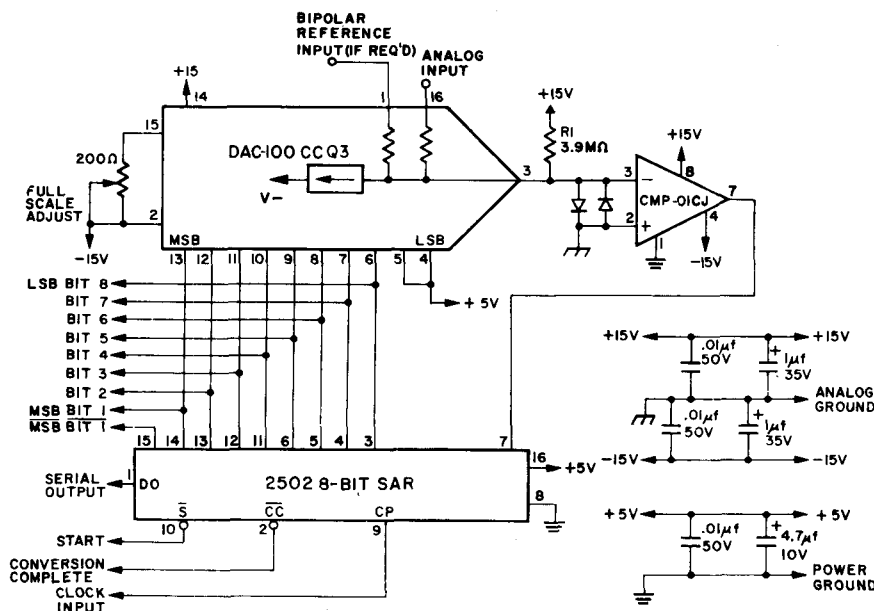 BIPOLAR
REFERENCE
INPUT(IF REQ'D)
ANALOG
INPUT
+15
14
1
16
15
200Ω
FULL
SCALE
ADJUST
2
-15V
DAC-100 CC Q3
V-
MSB
LSB
13
12
11
10
9
8
7
6
5
4
3
+15V
R1
3.9MΩ
+15V
3
8
7
CMP-01CJ
2
1
4
-15V
+ 5V
LSB BIT 8
BIT 7
BIT 6
BIT 5
BIT 4
BIT 3
BIT 2
MSB BIT 1
MSB BIT 1
15
14
13
12
11
6
5
4
3
7
16
+5V
8
1
DO
2502 8-BIT SAR
SERIAL
OUTPUT
S
CC
CP
10
2
9
START
CONVERSION
COMPLETE
CLOCK
INPUT
+15V
+15V
.01µf
50V
+
1µf
35V
ANALOG
GROUND
.01µf
50V
+
1µf
35V
-15V
-15V
+ 5V
+ 5V
.01µf
50V
+
4.7µf
10V
POWER
GROUND